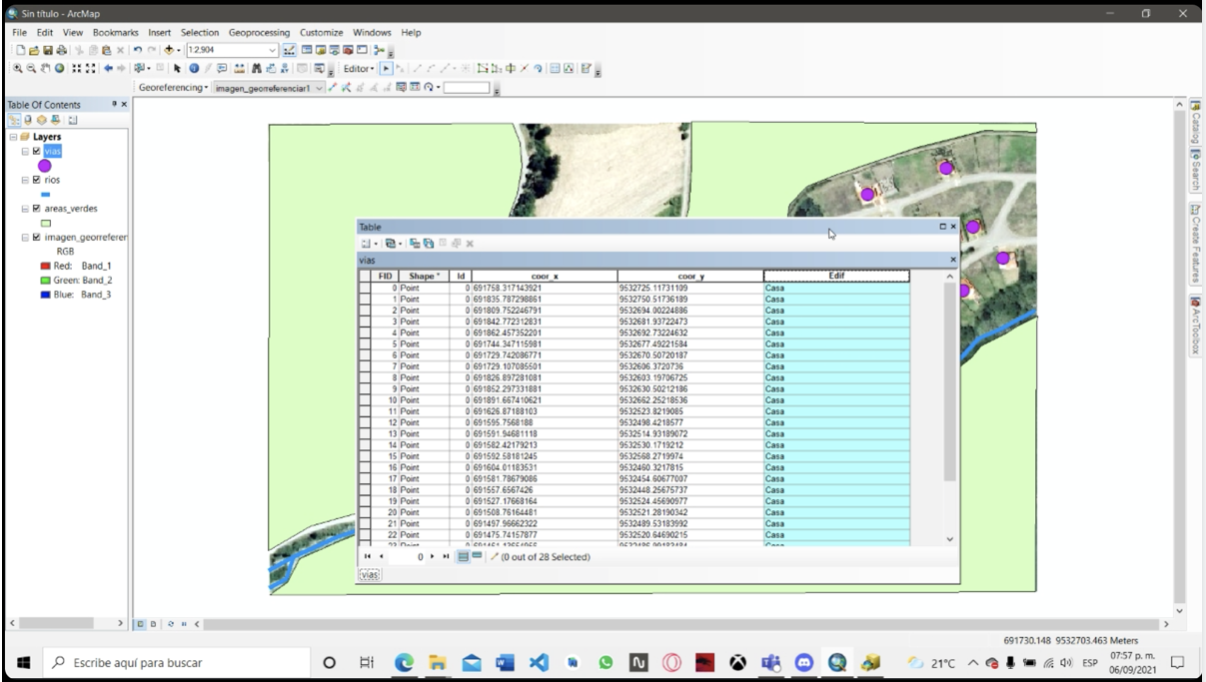 Sin título - ArcMap
File Edit View Bookmarks Insert Selection Geoprocessing Customize Windows Help
1:2,904
Editor
Georeferencing imagen_georreferenciar1
Table Of Contents
Layers
vias
rios
areas_verdes
imagen_georreferer
RGB
Red: Band_1
Green: Band_2
Blue: Band_3
Table
vias
FID Shape * Id coor_x coor_y Edif
0 Point 0 691758.317143921 9532725.11731109 Casa
1 Point 0 691835.787298861 9532750.51736189 Casa
2 Point 0 691809.752246791 9532694.00224886 Casa
3 Point 0 691842.772312831 9532681.93722473 Casa
4 Point 0 691862.457352201 9532692.73224632 Casa
5 Point 0 691744.347115981 9532677.49221584 Casa
6 Point 0 691729.742086771 9532670.50720187 Casa
7 Point 0 691729.107085501 9532606.3720736 Casa
8 Point 0 691826.897281081 9532603.19706725 Casa
9 Point 0 691852.297331881 9532630.50212186 Casa
10 Point 0 691891.667410621 9532662.25218536 Casa
11 Point 0 691626.87188103 9532523.8219085 Casa
12 Point 0 691595.7568188 9532498.4218577 Casa
13 Point 0 691591.94681118 9532514.93189072 Casa
14 Point 0 691582.42179213 9532530.1719212 Casa
15 Point 0 691592.58181245 9532568.2719974 Casa
16 Point 0 691604.01183531 9532460.3217815 Casa
17 Point 0 691581.78679086 9532454.60677007 Casa
18 Point 0 691557.6567426 9532448.25675737 Casa
19 Point 0 691527.17668164 9532524.45690977 Casa
20 Point 0 691508.76164481 9532521.28190342 Casa
21 Point 0 691497.96662322 9532489.53183992 Casa
22 Point 0 691475.74157877 9532520.64690215 Casa
0 (0 out of 28 Selected)
vias
Catalog
Search
Create Features
ArcToolbox
691730.148 9532703.463 Meters
Escribe aquí para buscar
21°C
ESP
07:57 p. m.
06/09/2021